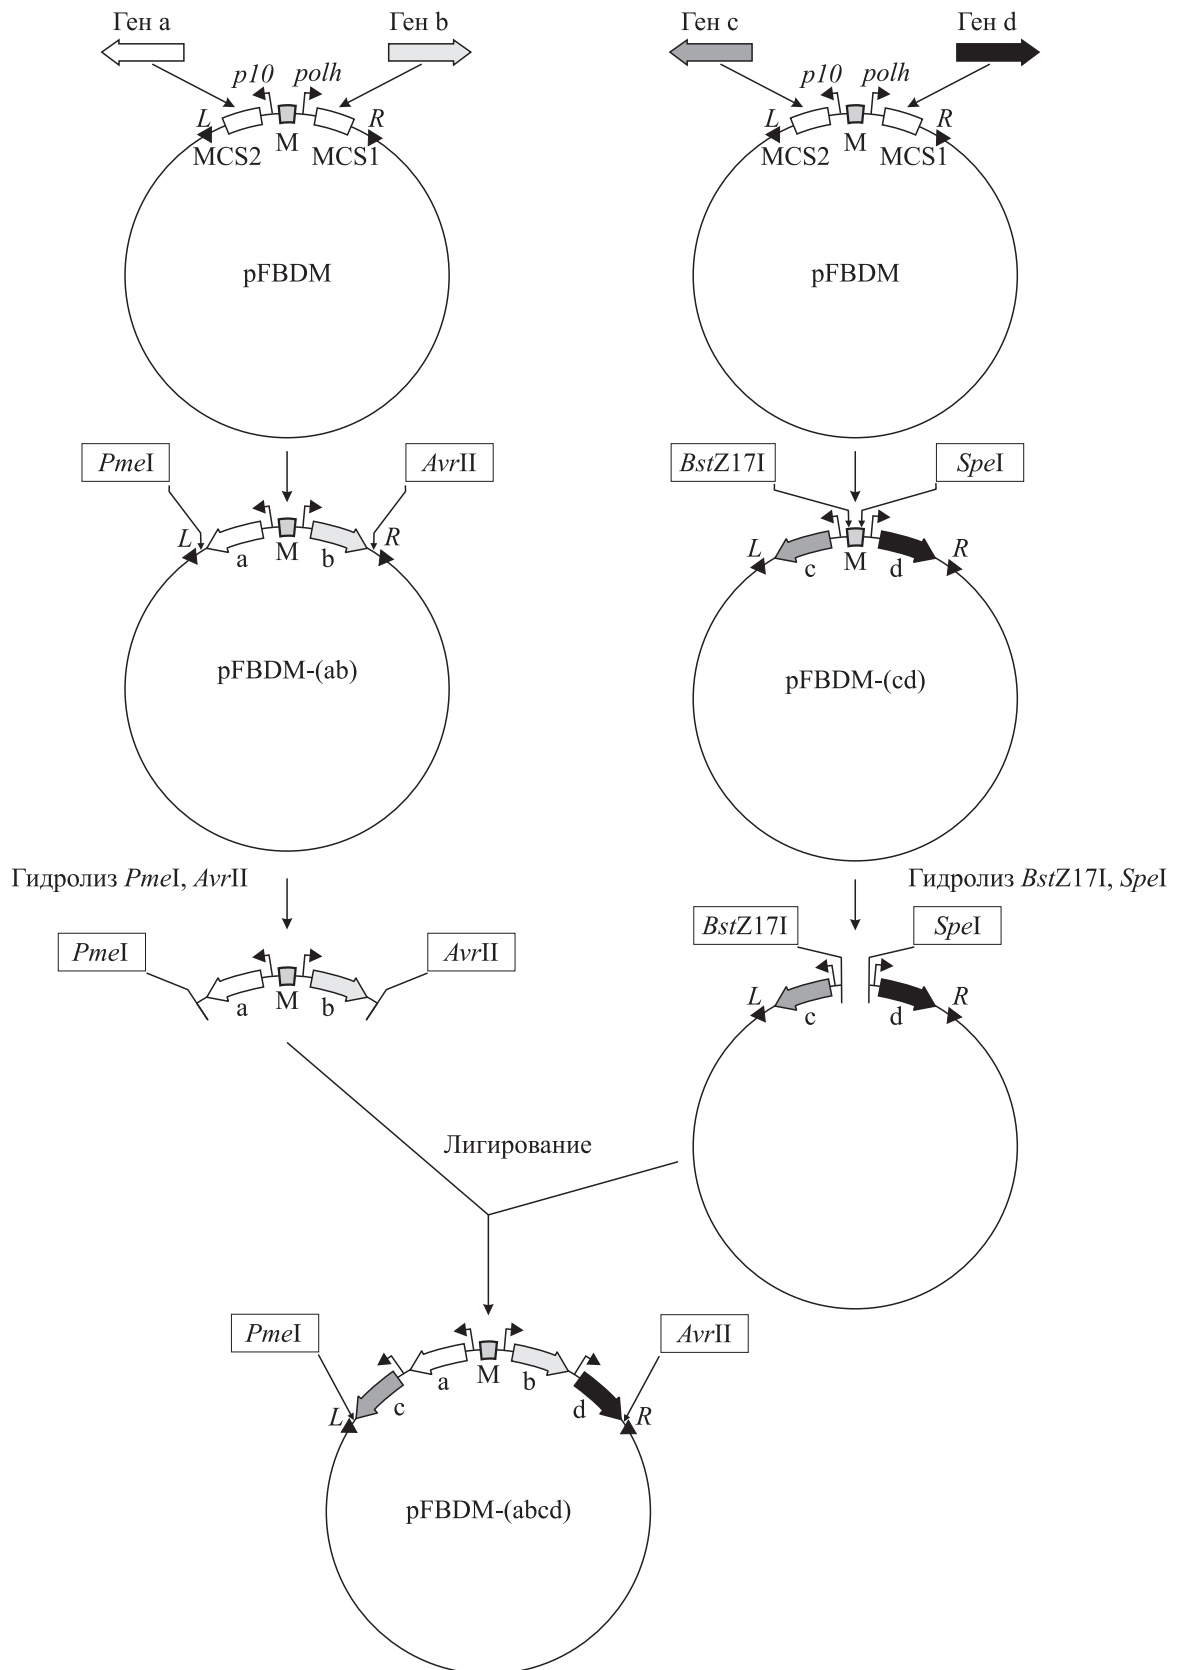 Ген a
Ген b
Ген c
Ген d
p10
polh
L
R
MCS2
M
MCS1
pFBDM
p10
polh
L
R
MCS2
M
MCS1
pFBDM
PmeI
AvrII
BstZ17I
SpeI
L
R
a
M
b
pFBDM-(ab)
L
R
c
M
d
pFBDM-(cd)
Гидролиз PmeI, AvrII
Гидролиз BstZ17I, SpeI
PmeI
AvrII
a
M
b
BstZ17I
SpeI
L
R
c
d
Лигирование
PmeI
AvrII
L
c
a
M
b
d
R
pFBDM-(abcd)